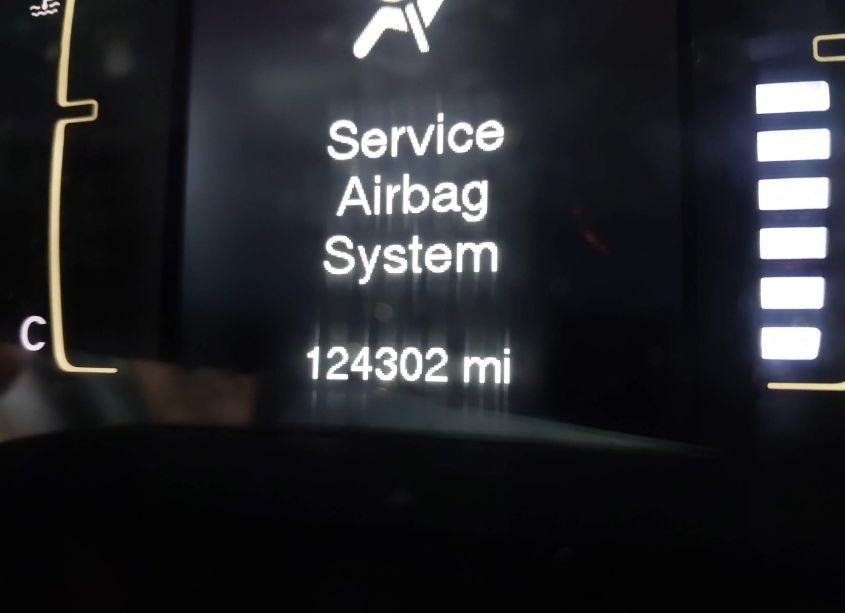 Service
Airbag
System
124302 mi
C